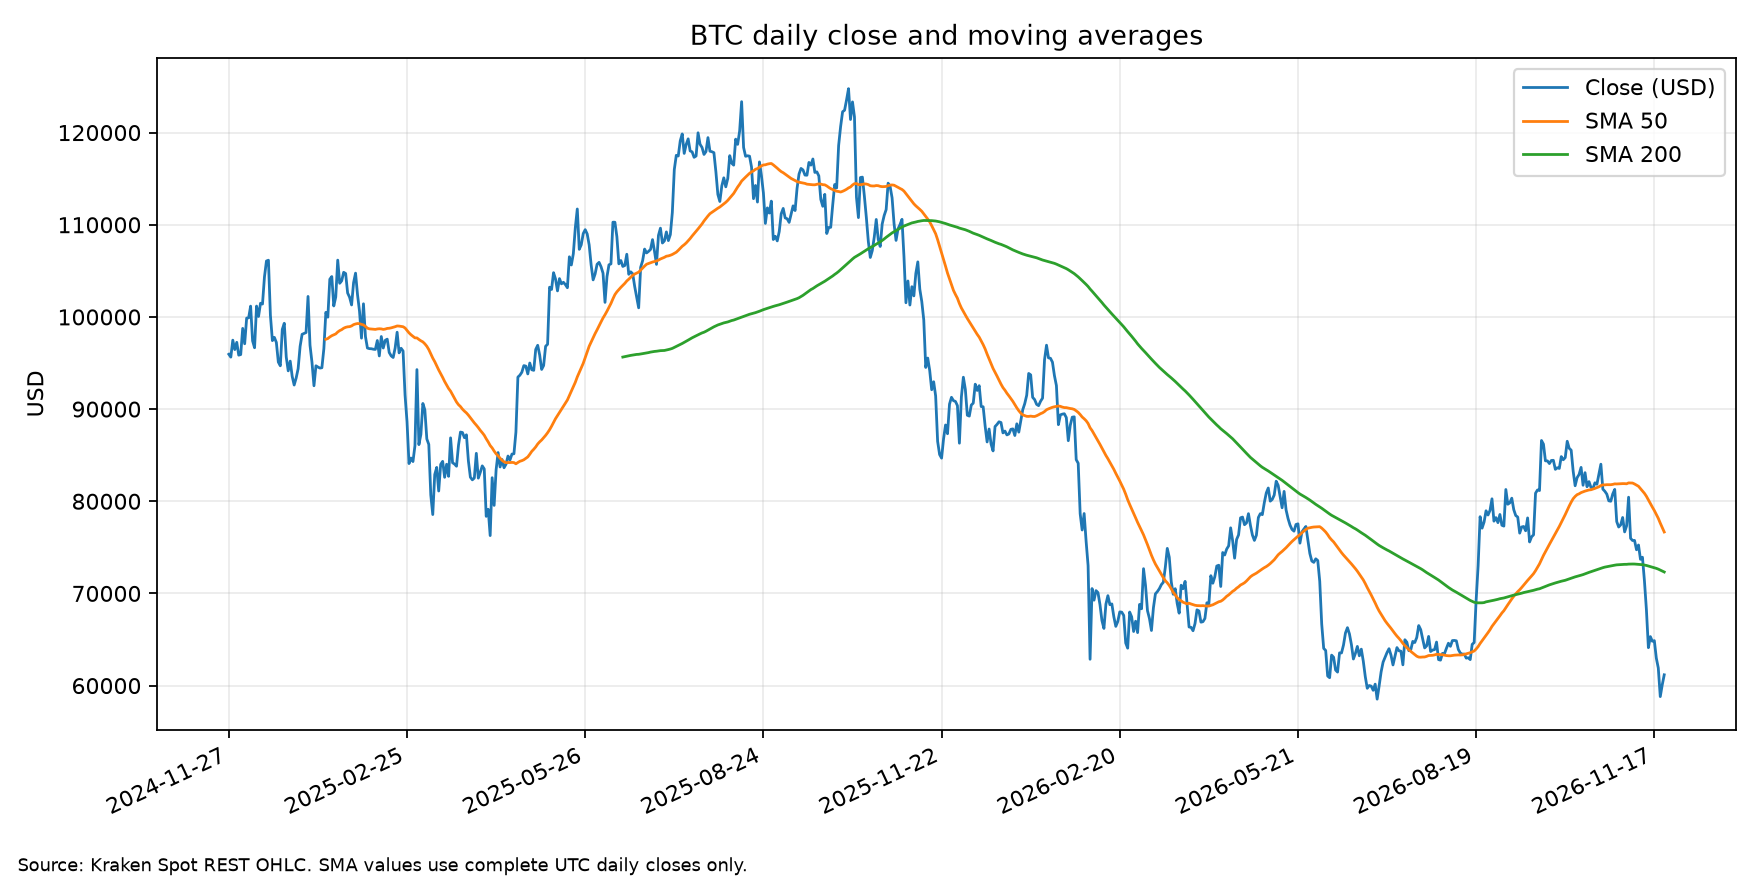 BTC daily close and moving averages
Close (USD)
SMA 50
SMA 200
USD
120000
110000
100000
90000
80000
70000
60000
2024-11-27
2025-02-25
2025-05-26
2025-08-24
2025-11-22
2026-02-20
2026-05-21
2026-08-19
2026-11-17
Source: Kraken Spot REST OHLC. SMA values use complete UTC daily closes only.